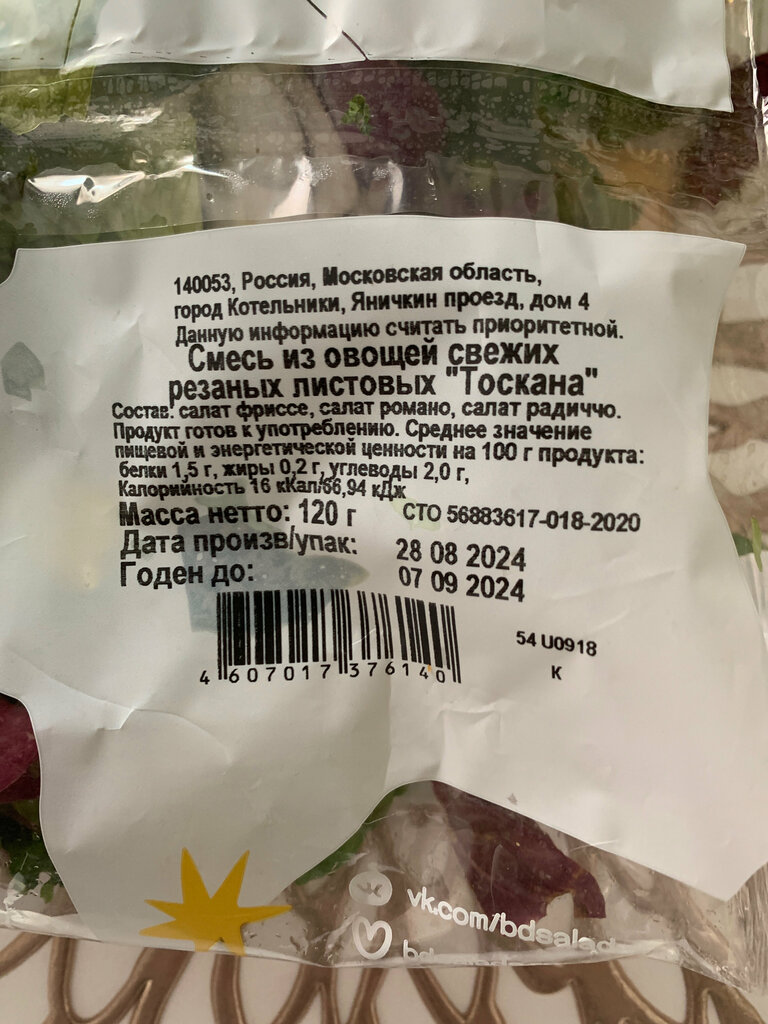 140053, Россия, Московская область,
город Котельники, Яничкин проезд, дом 4
Данную информацию считать приоритетной.
Смесь из овощей свежих
резаных листовых "Тоскана"
Состав: салат фриссе, салат романо, салат радиччо.
Продукт готов к употреблению. Среднее значение
пищевой и энергетической ценности на 100 г продукта:
белки 1,5 г, жиры 0,2 г, углеводы 2,0 г,
Калорийность 16 кКал/66,94 кДж
Масса нетто: 120 г СТО 56883617-018-2020
Дата произв/упак: 28 08 2024
Годен до: 07 09 2024
54 U0918
К
4 607017 376140
vk.com/bdsalad